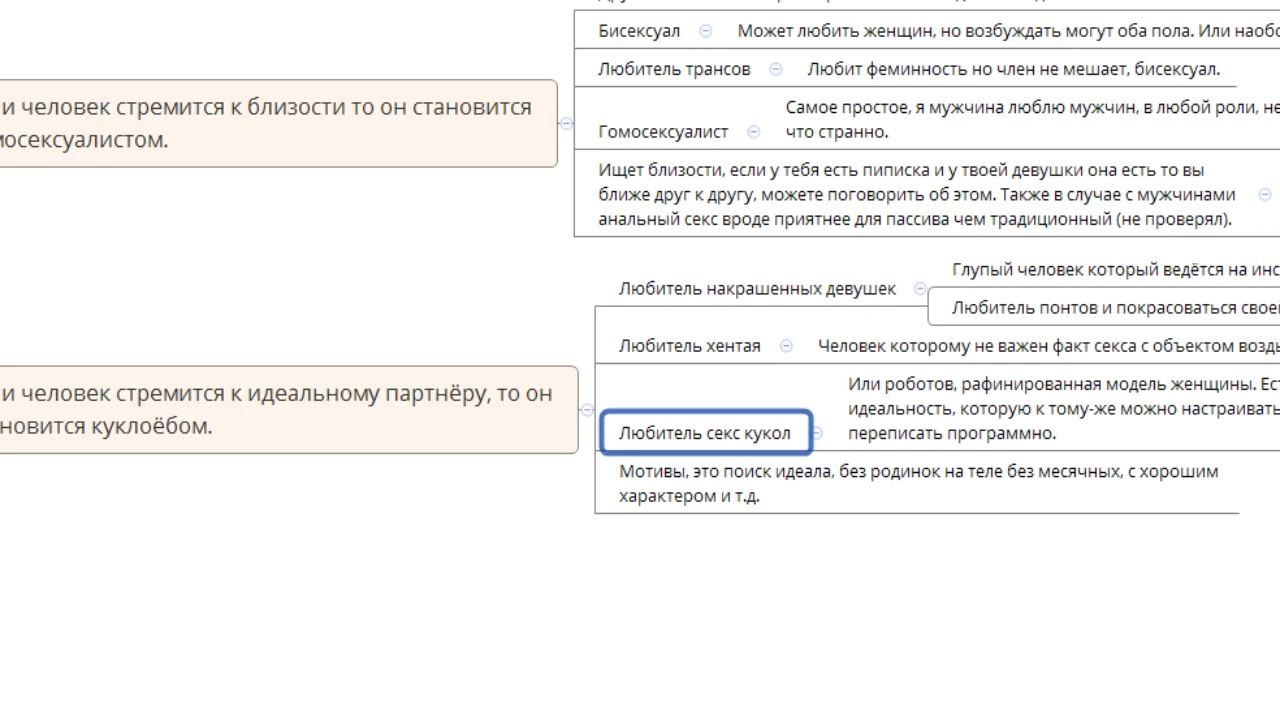 Бисексуал
Может любить женщин, но возбуждать могут оба пола. Или наобо
Любитель трансов
Любит феминность но член не мешает, бисексуал.
и человек стремится к близости то он становится
мосексуалистом.
Гомосексуалист
Самое простое, я мужчина люблю мужчин, в любой роли, не
что странно.
Ищет близости, если у тебя есть пиписка и у твоей девушки она есть то вы
ближе друг к другу, можете поговорить об этом. Также в случае с мужчинами
анальный секс вроде приятнее для пассива чем традиционный (не проверял).
Любитель накрашенных девушек
Глупый человек который ведётся на инс
Любитель понтов и покрасоваться свое
Любитель хентая
Человек которому не важен факт секса с объектом возд
и человек стремится к идеальному партнёру, то он
новится куклоёбом.
Любитель секс кукол
Или роботов, рафинированная модель женщины. Ес
идеальность, которую к тому-же можно настраивать
переписать программно.
Мотивы, это поиск идеала, без родинок на теле без месячных, с хорошим
характером и т.д.